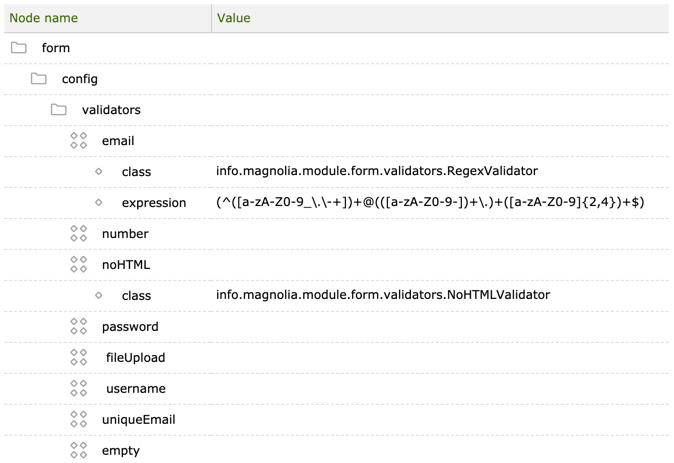 Node name Value
form
config
validators
email
class info.magnolia.module.form.validators.RegexValidator
expression (^([a-zA-Z0-9_\.\-+])+@(([a-zA-Z0-9-])+\.)+([a-zA-Z0-9]{2,4})+$)
number
noHTML
class info.magnolia.module.form.validators.NoHTMLValidator
password
fileUpload
username
uniqueEmail
empty